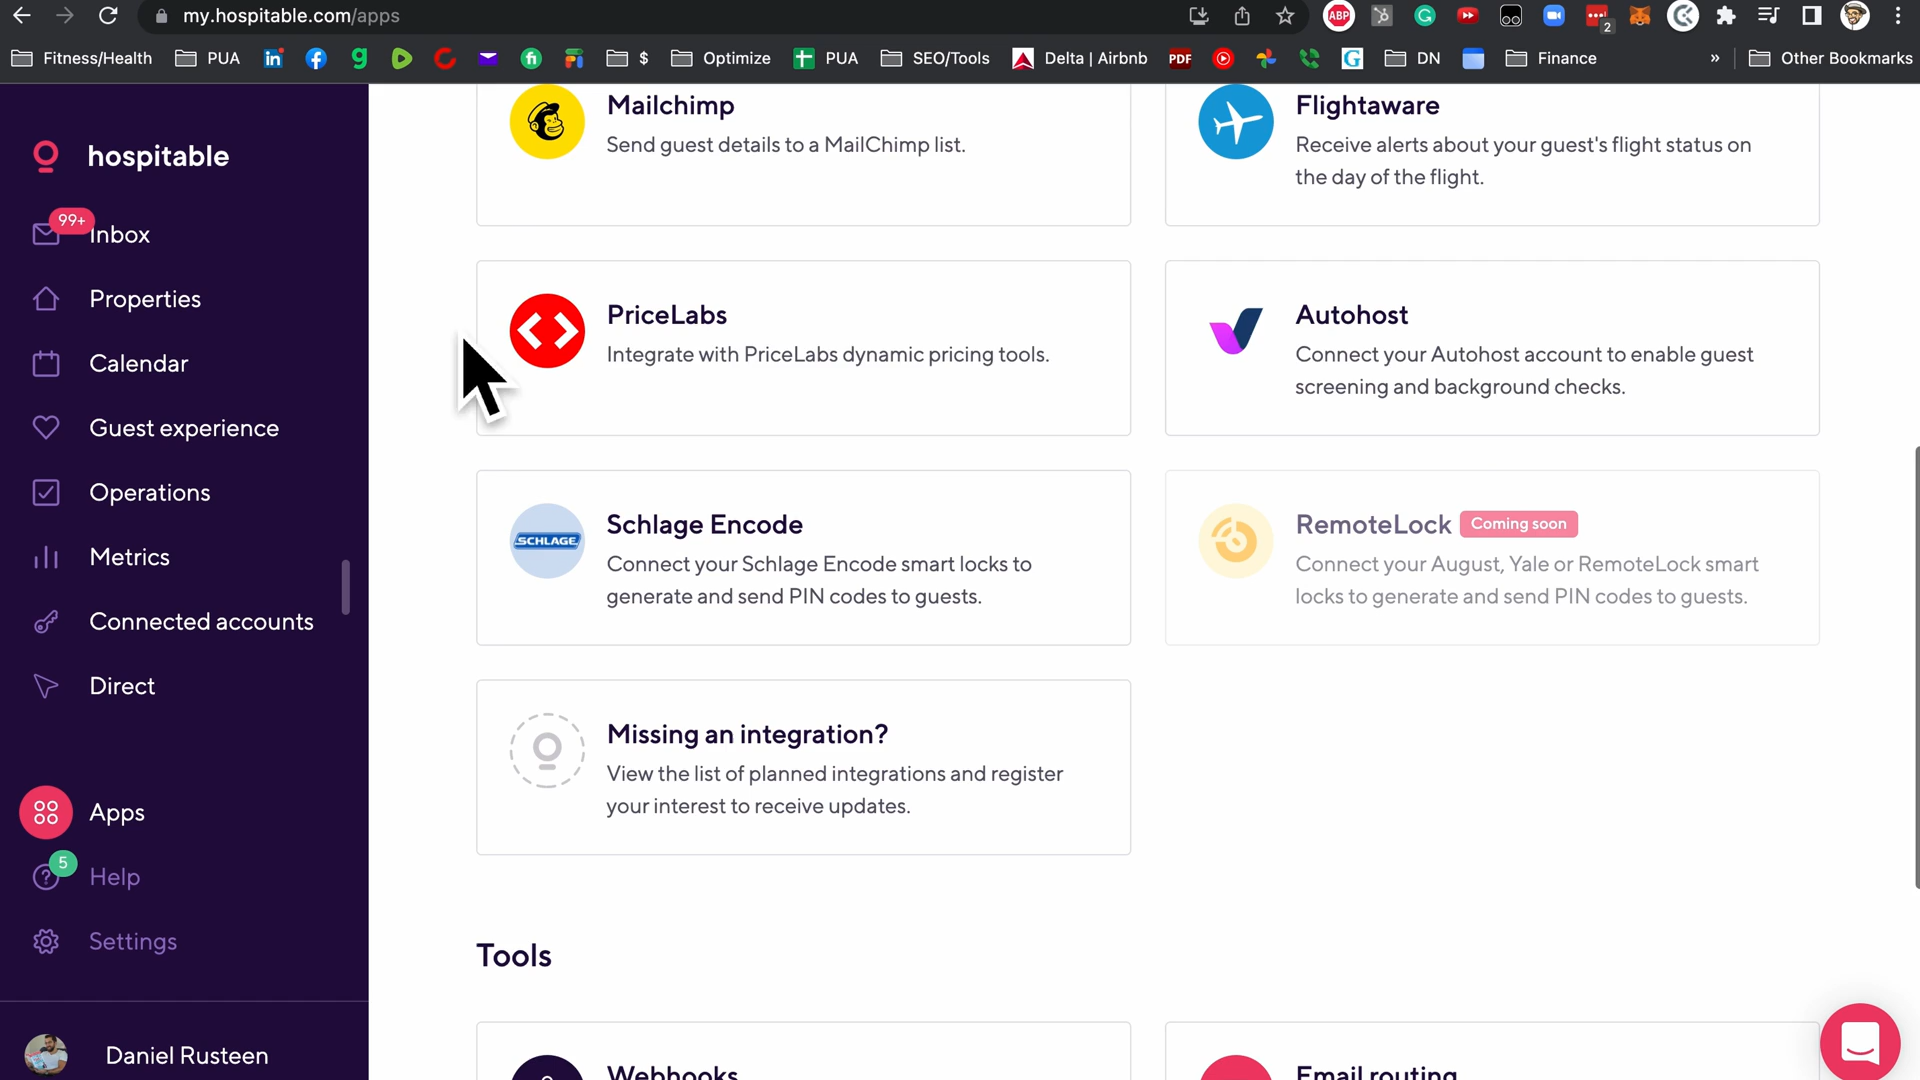 my.hospitable.com/apps
ABP
2
Fitness/Health
PUA
$
Optimize
PUA
SEO/Tools
Delta | Airbnb
PDF
DN
Finance
»
Other Bookmarks
hospitable
99+
Inbox
Properties
Calendar
Guest experience
Operations
Metrics
Connected accounts
Direct
Apps
5
Help
Settings
Daniel Rusteen
Mailchimp
Send guest details to a MailChimp list.
Flightaware
Receive alerts about your guest's flight status on
the day of the flight.
PriceLabs
Integrate with PriceLabs dynamic pricing tools.
Autohost
Connect your Autohost account to enable guest
screening and background checks.
SCHLAGE
Schlage Encode
Connect your Schlage Encode smart locks to
generate and send PIN codes to guests.
RemoteLock Coming soon
Connect your August, Yale or RemoteLock smart
locks to generate and send PIN codes to guests.
Missing an integration?
View the list of planned integrations and register
your interest to receive updates.
Tools
Webhooks
Email routing